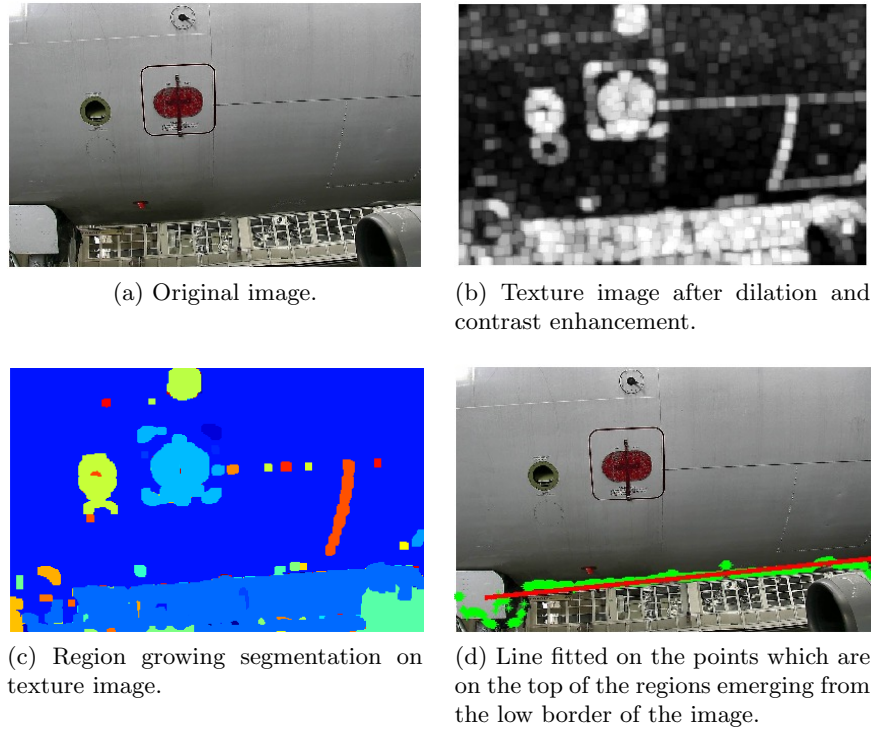 (a) Original image.
(b) Texture image after dilation and
contrast enhancement.
(c) Region growing segmentation on
texture image.
(d) Line fitted on the points which are
on the top of the regions emerging from
the low border of the image.